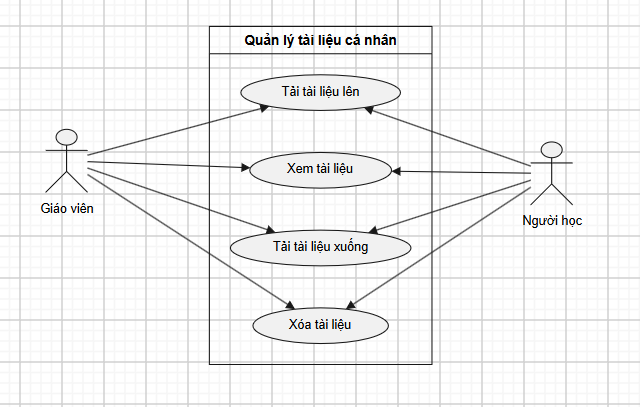 Quản lý tài liệu cá nhân
Tải tài liệu lên
Xem tài liệu
Giáo viên
Người học
Tải tài liệu xuống
Xóa tài liệu